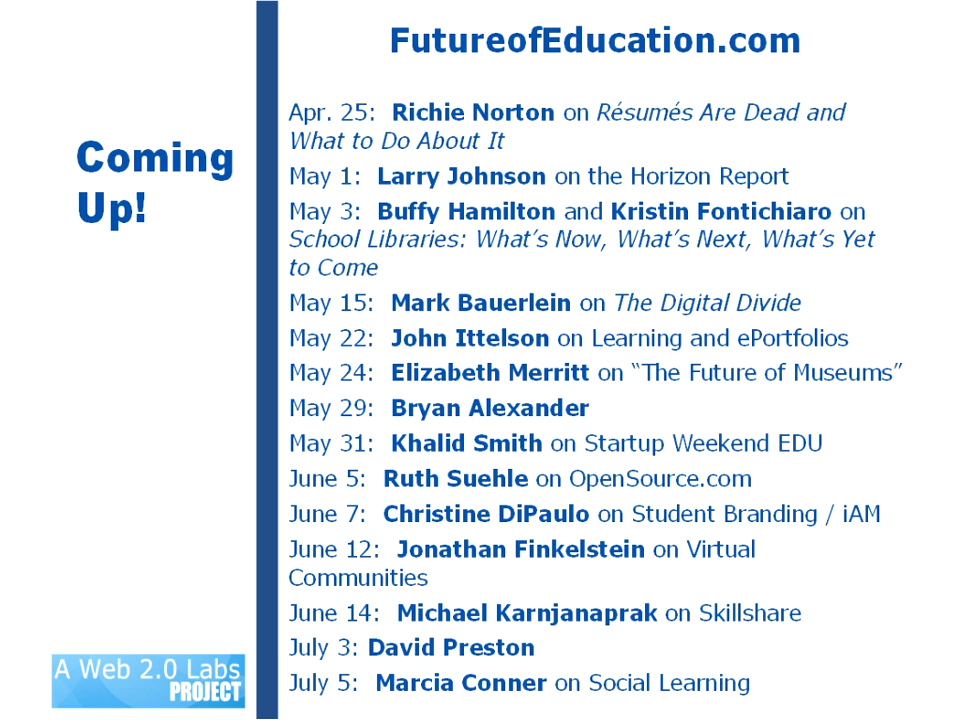 FutureofEducation.com
Coming
Up!
Apr. 25:  Richie Norton on Résumés Are Dead and
What to Do About It
May 1:  Larry Johnson on the Horizon Report
May 3:  Buffy Hamilton and Kristin Fontichiaro on
School Libraries: What's Now, What's Next, What's Yet
to Come
May 15:  Mark Bauerlein on The Digital Divide
May 22:  John Ittelson on Learning and ePortfolios
May 24:  Elizabeth Merritt on “The Future of Museums”
May 29:  Bryan Alexander
May 31:  Khalid Smith on Startup Weekend EDU
June 5:  Ruth Suehle on OpenSource.com
June 7:  Christine DiPaulo on Student Branding / iAM
June 12:  Jonathan Finkelstein on Virtual
Communities
June 14:  Michael Karnjanaprak on Skillshare
July 3: David Preston
July 5:  Marcia Conner on Social Learning
A Web 2.0 Labs
PROJECT